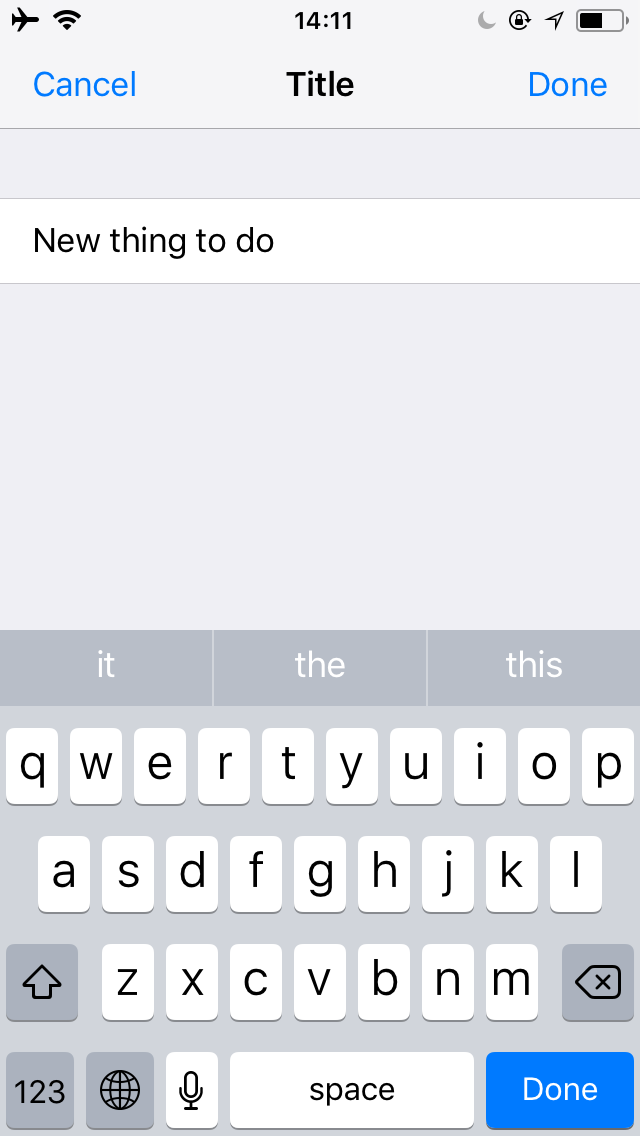 14:11
Cancel Title Done
New thing to do
it the this
q w e r t y u i o p
a s d f g h j k l
z x c v b n m
123 space Done